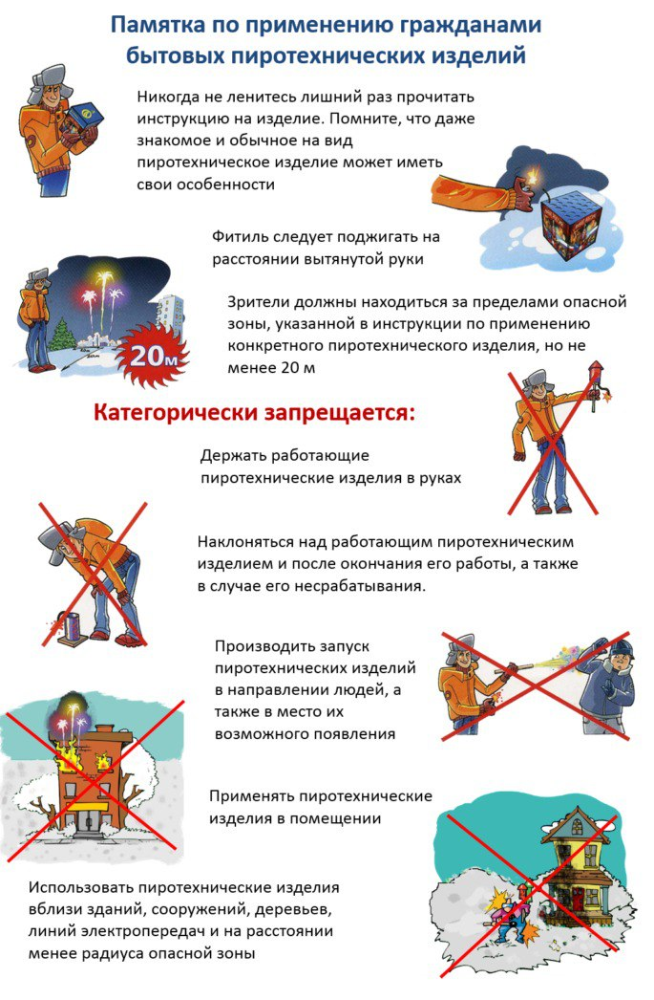 Памятка по применению гражданами
бытовых пиротехнических изделий
Никогда не ленитесь лишний раз прочитать
инструкцию на изделие. Помните, что даже
знакомое и обычное на вид
пиротехническое изделие может иметь
свои особенности
Фитиль следует поджигать на
расстоянии вытянутой руки
Зрители должны находиться за пределами опасной
зоны, указанной в инструкции по применению
конкретного пиротехнического изделия, но не
менее 20 м
20м
Категорически запрещается:
Держать работающие
пиротехнические изделия в руках
Наклоняться над работающим пиротехническим
изделием и после окончания его работы, а также
в случае его несрабатывания.
Производить запуск
пиротехнических изделий
в направлении людей, а
также в место их
возможного появления
Применять пиротехнические
изделия в помещении
Использовать пиротехнические изделия
вблизи зданий, сооружений, деревьев,
линий электропередач и на расстоянии
менее радиуса опасной зоны